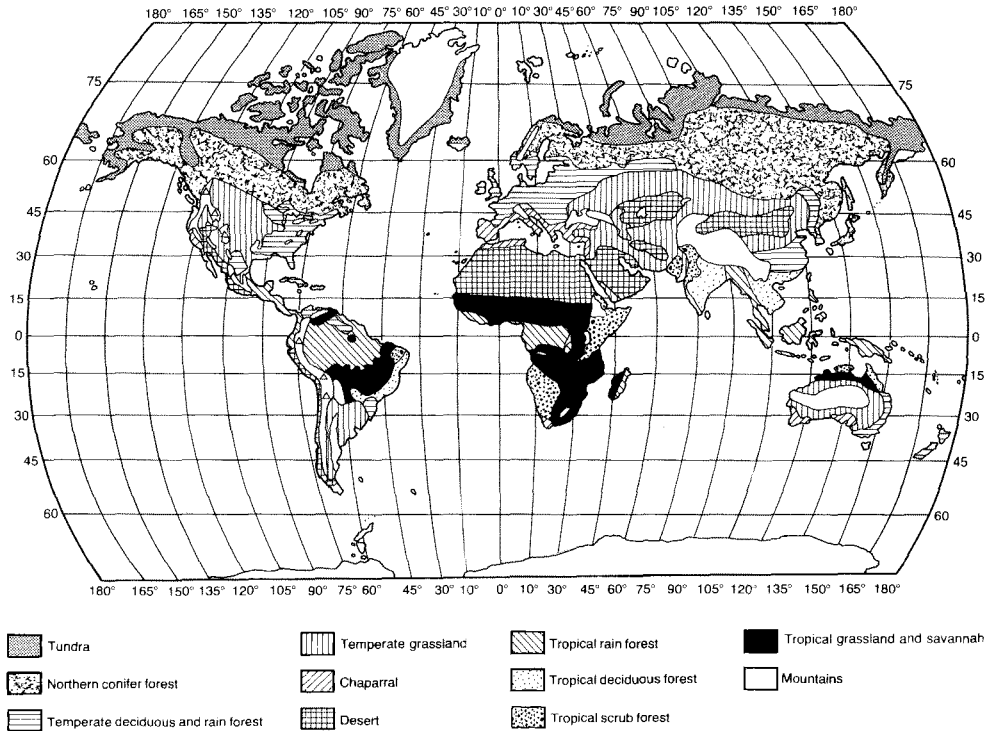 180° 165° 150° 135° 120° 105° 90° 75° 60° 45° 30° 10° 0° 10° 30° 45° 60° 75° 90° 105° 120° 135° 150° 165° 180°
75 75
60 60
45 45
30 30
15 15
0 0
15 15
30 30
45 45
60 60
180° 165° 150° 135° 120° 105° 90° 75° 60° 45° 30° 10° 0° 15° 30° 45° 60° 75° 90° 105° 120° 135° 150° 165° 180°
Tundra
Northern conifer forest
Temperate deciduous and rain forest
Temperate grassland
Chaparral
Desert
Tropical rain forest
Tropical deciduous forest
Tropical scrub forest
Tropical grassland and savannah
Mountains